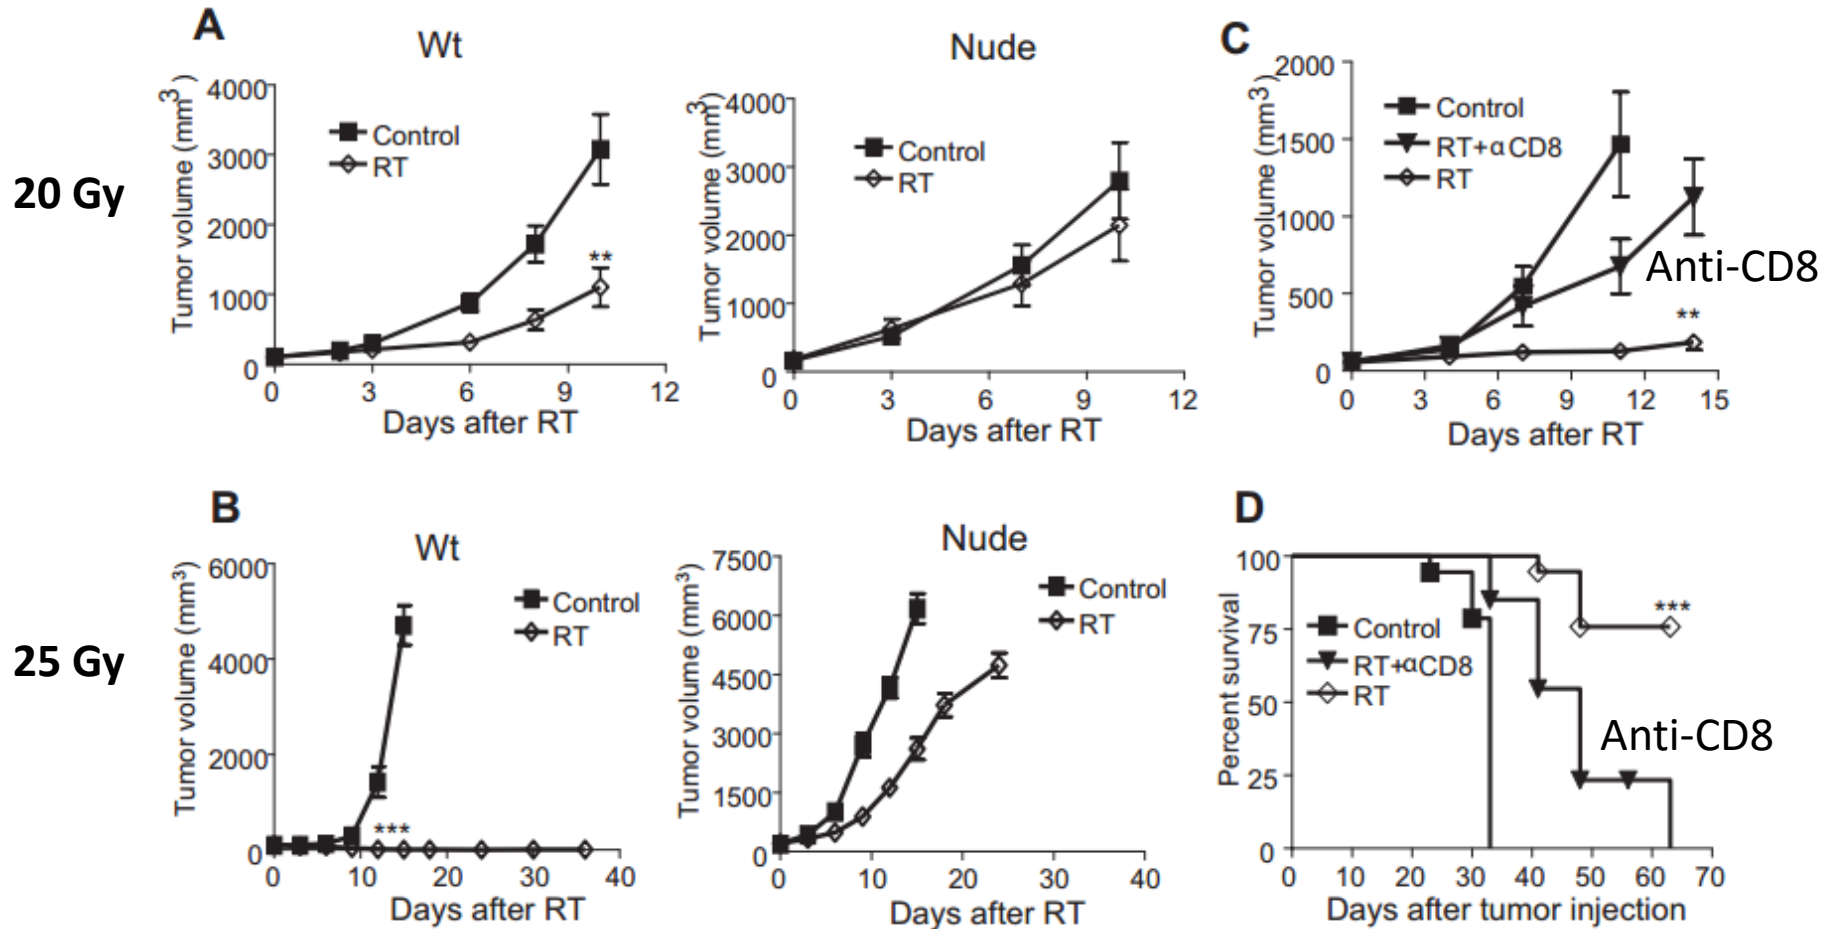 20 Gy
A
Wt
Tumor volume (mm3)
4000
3000
2000
1000
0
Control
RT
**
0 3 6 9 12
Days after RT
Nude
Tumor volume (mm3)
4000
3000
2000
1000
0
Control
RT
0 3 6 9 12
Days after RT
C
Tumor volume (mm3)
2000
1500
1000
500
0
Control
RT+αCD8
RT
Anti-CD8
**
0 3 6 9 12 15
Days after RT
25 Gy
B
Wt
Tumor volume (mm3)
6000
4000
2000
0
Control
RT
***
0 10 20 30 40
Days after RT
Nude
Tumor volume (mm3)
7500
6000
4500
3000
1500
0
Control
RT
0 10 20 30 40
Days after RT
D
Percent survival
100
75
50
25
0
Control
RT+αCD8
RT
***
Anti-CD8
0 10 20 30 40 50 60 70
Days after tumor injection